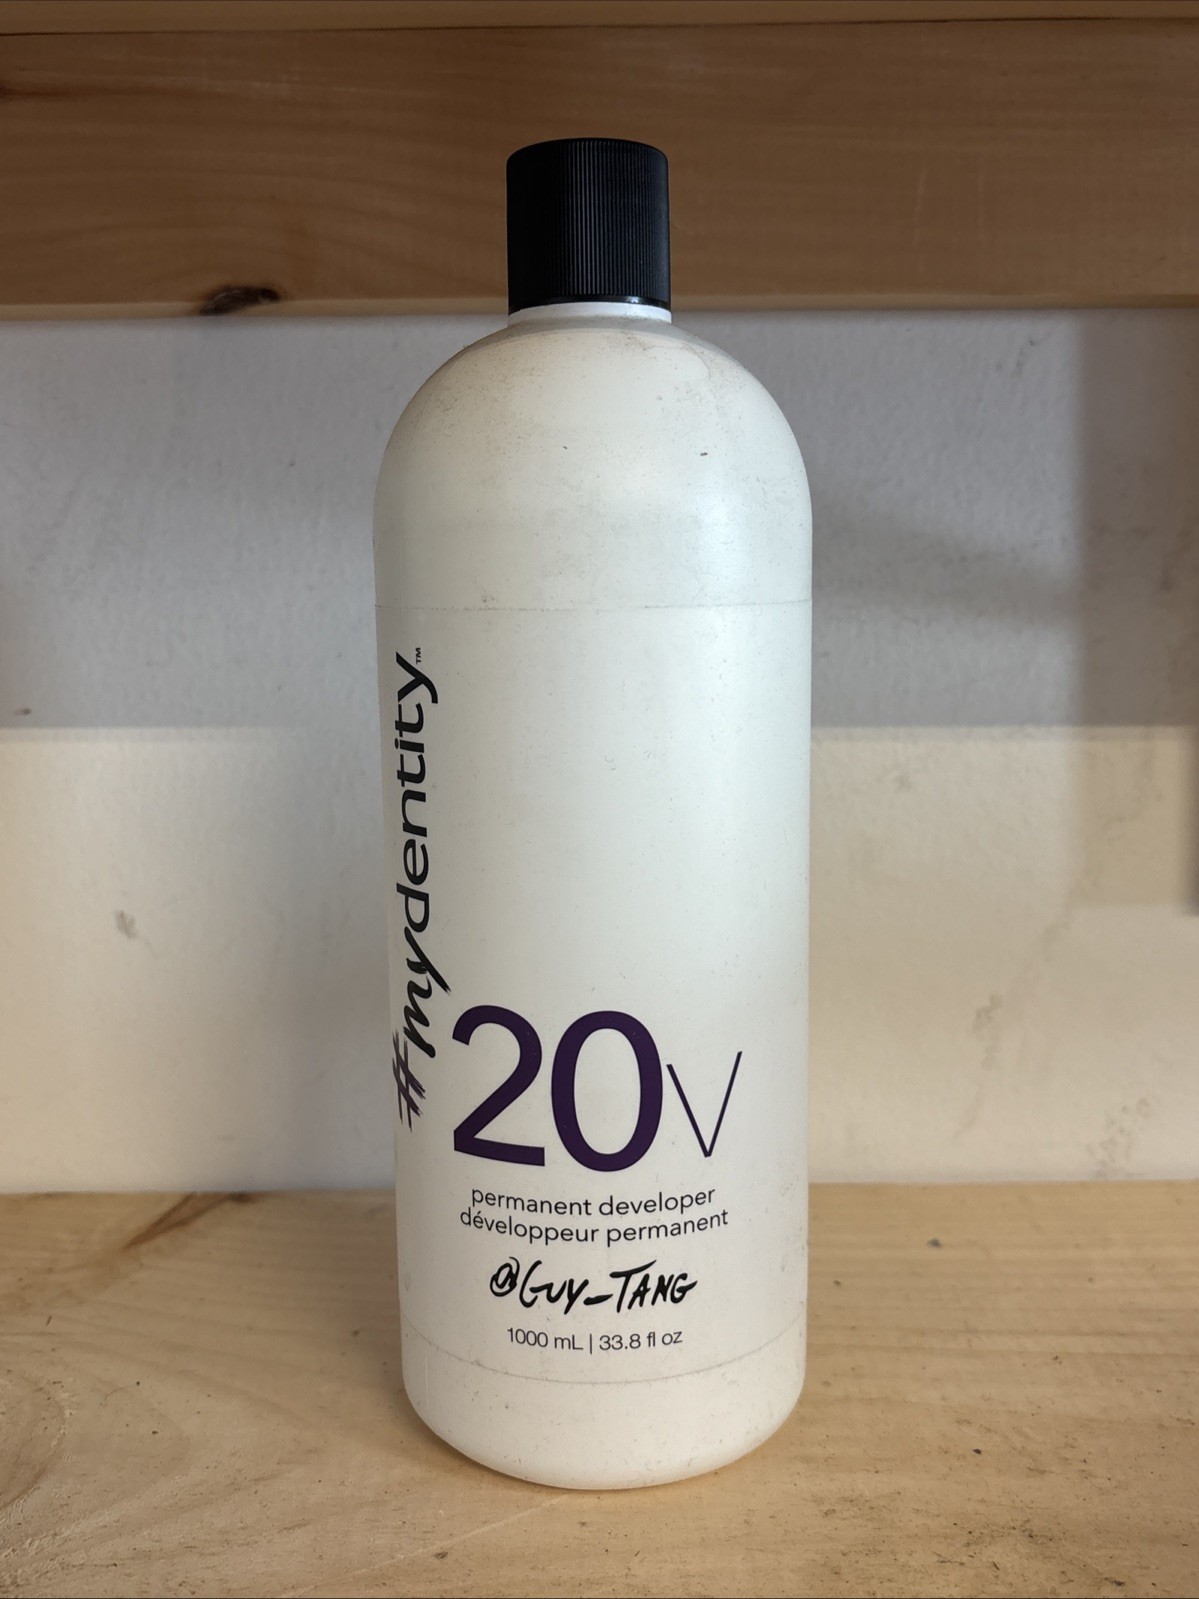 #mydentity™
20V
permanent developer
développeur permanent
@GUY_TANG
1000 mL | 33.8 fl oz